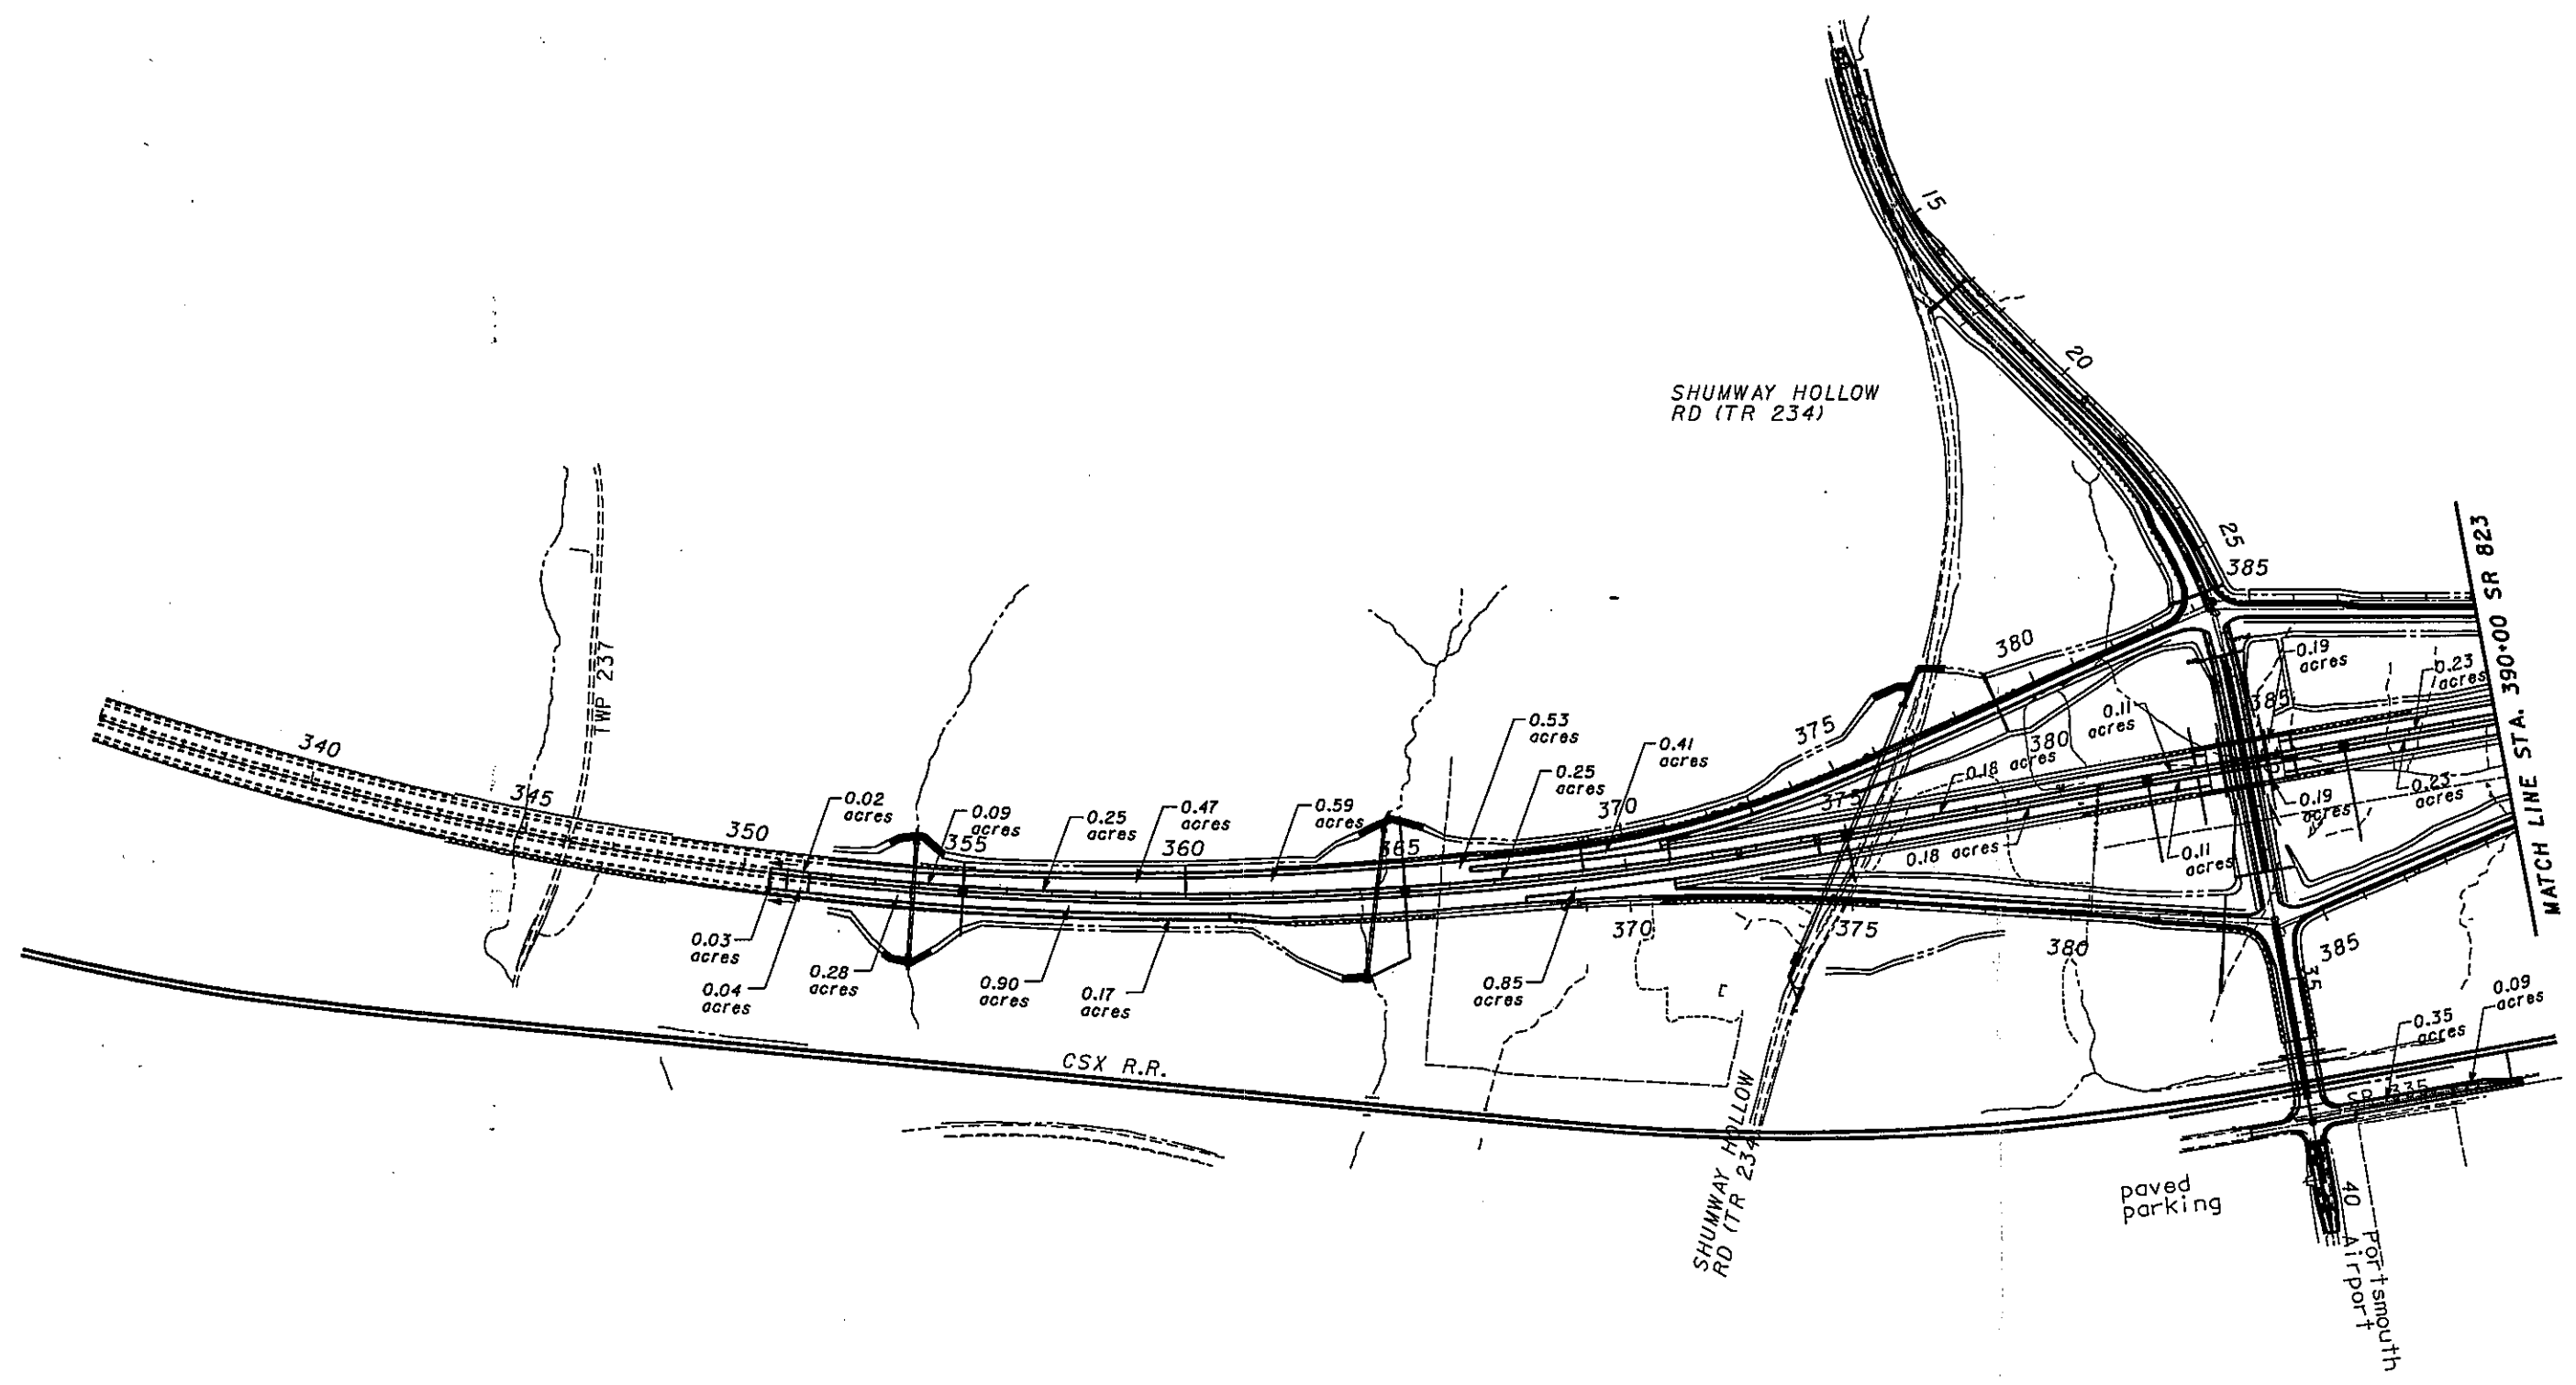 15
20
SHUMWAY HOLLOW
RD (TR 234)
25
385
MATCH LINE STA. 390+00 SR 823
TWP 237
340
345
350
355
360
365
370
375
380
0.02
acres
0.09
acres
0.25
acres
0.47
acres
0.59
acres
0.53
acres
0.25
acres
0.41
acres
375
0.18 acres
380
0.11
acres
385
0.19
acres
0.23
acres
0.03
acres
0.04
acres
0.28
acres
0.90
acres
0.17
acres
0.85
acres
0.18 acres
0.11
acres
0.19
acres
0.23
acres
370
375
380
385
35
0.35
acres
0.09
acres
SR 335
CSX R.R.
SHUMWAY HOLLOW
RD (TR 234)
paved
parking
40
Portsmouth
Airport